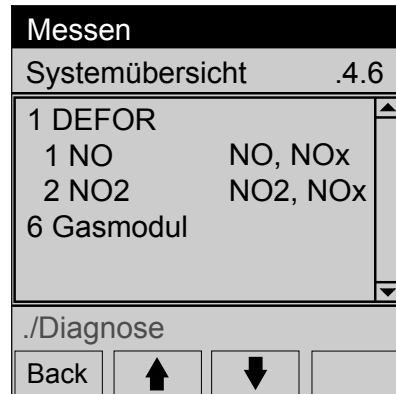 Messen
Systemübersicht .4.6
1 DEFOR
1 NO NO, NOx
2 NO2 NO2, NOx
6 Gasmodul
./Diagnose
Back